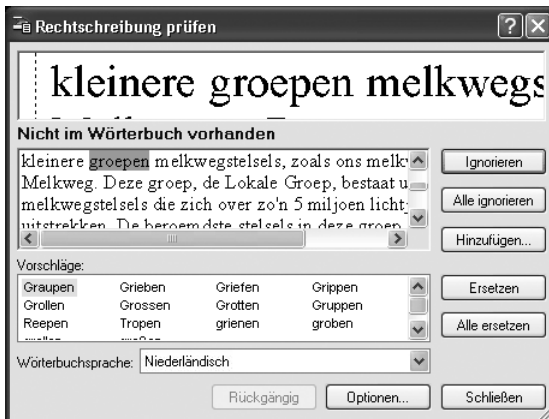 Rechtschreibung prüfen
kleinere groepen melkwegs
Nicht im Wörterbuch vorhanden
kleinere groepen melkwegstelsels, zoals ons melkw
Melkweg. Deze groep, de Lokale Groep, bestaat u
melkwegstelsels die zich over zo'n 5 miljoen licht
uitstrekken. De beroemdste stelsels in deze groep
Ignorieren
Alle ignorieren
Hinzufügen...
Vorschläge:
Graupen Grieben Griefen Grippen
Grollen Grossen Grotten Gruppen
Reepen Tropen grienen groben
Ersetzen
Alle ersetzen
Wörterbuchsprache: Niederländisch
Rückgängig Optionen... Schließen